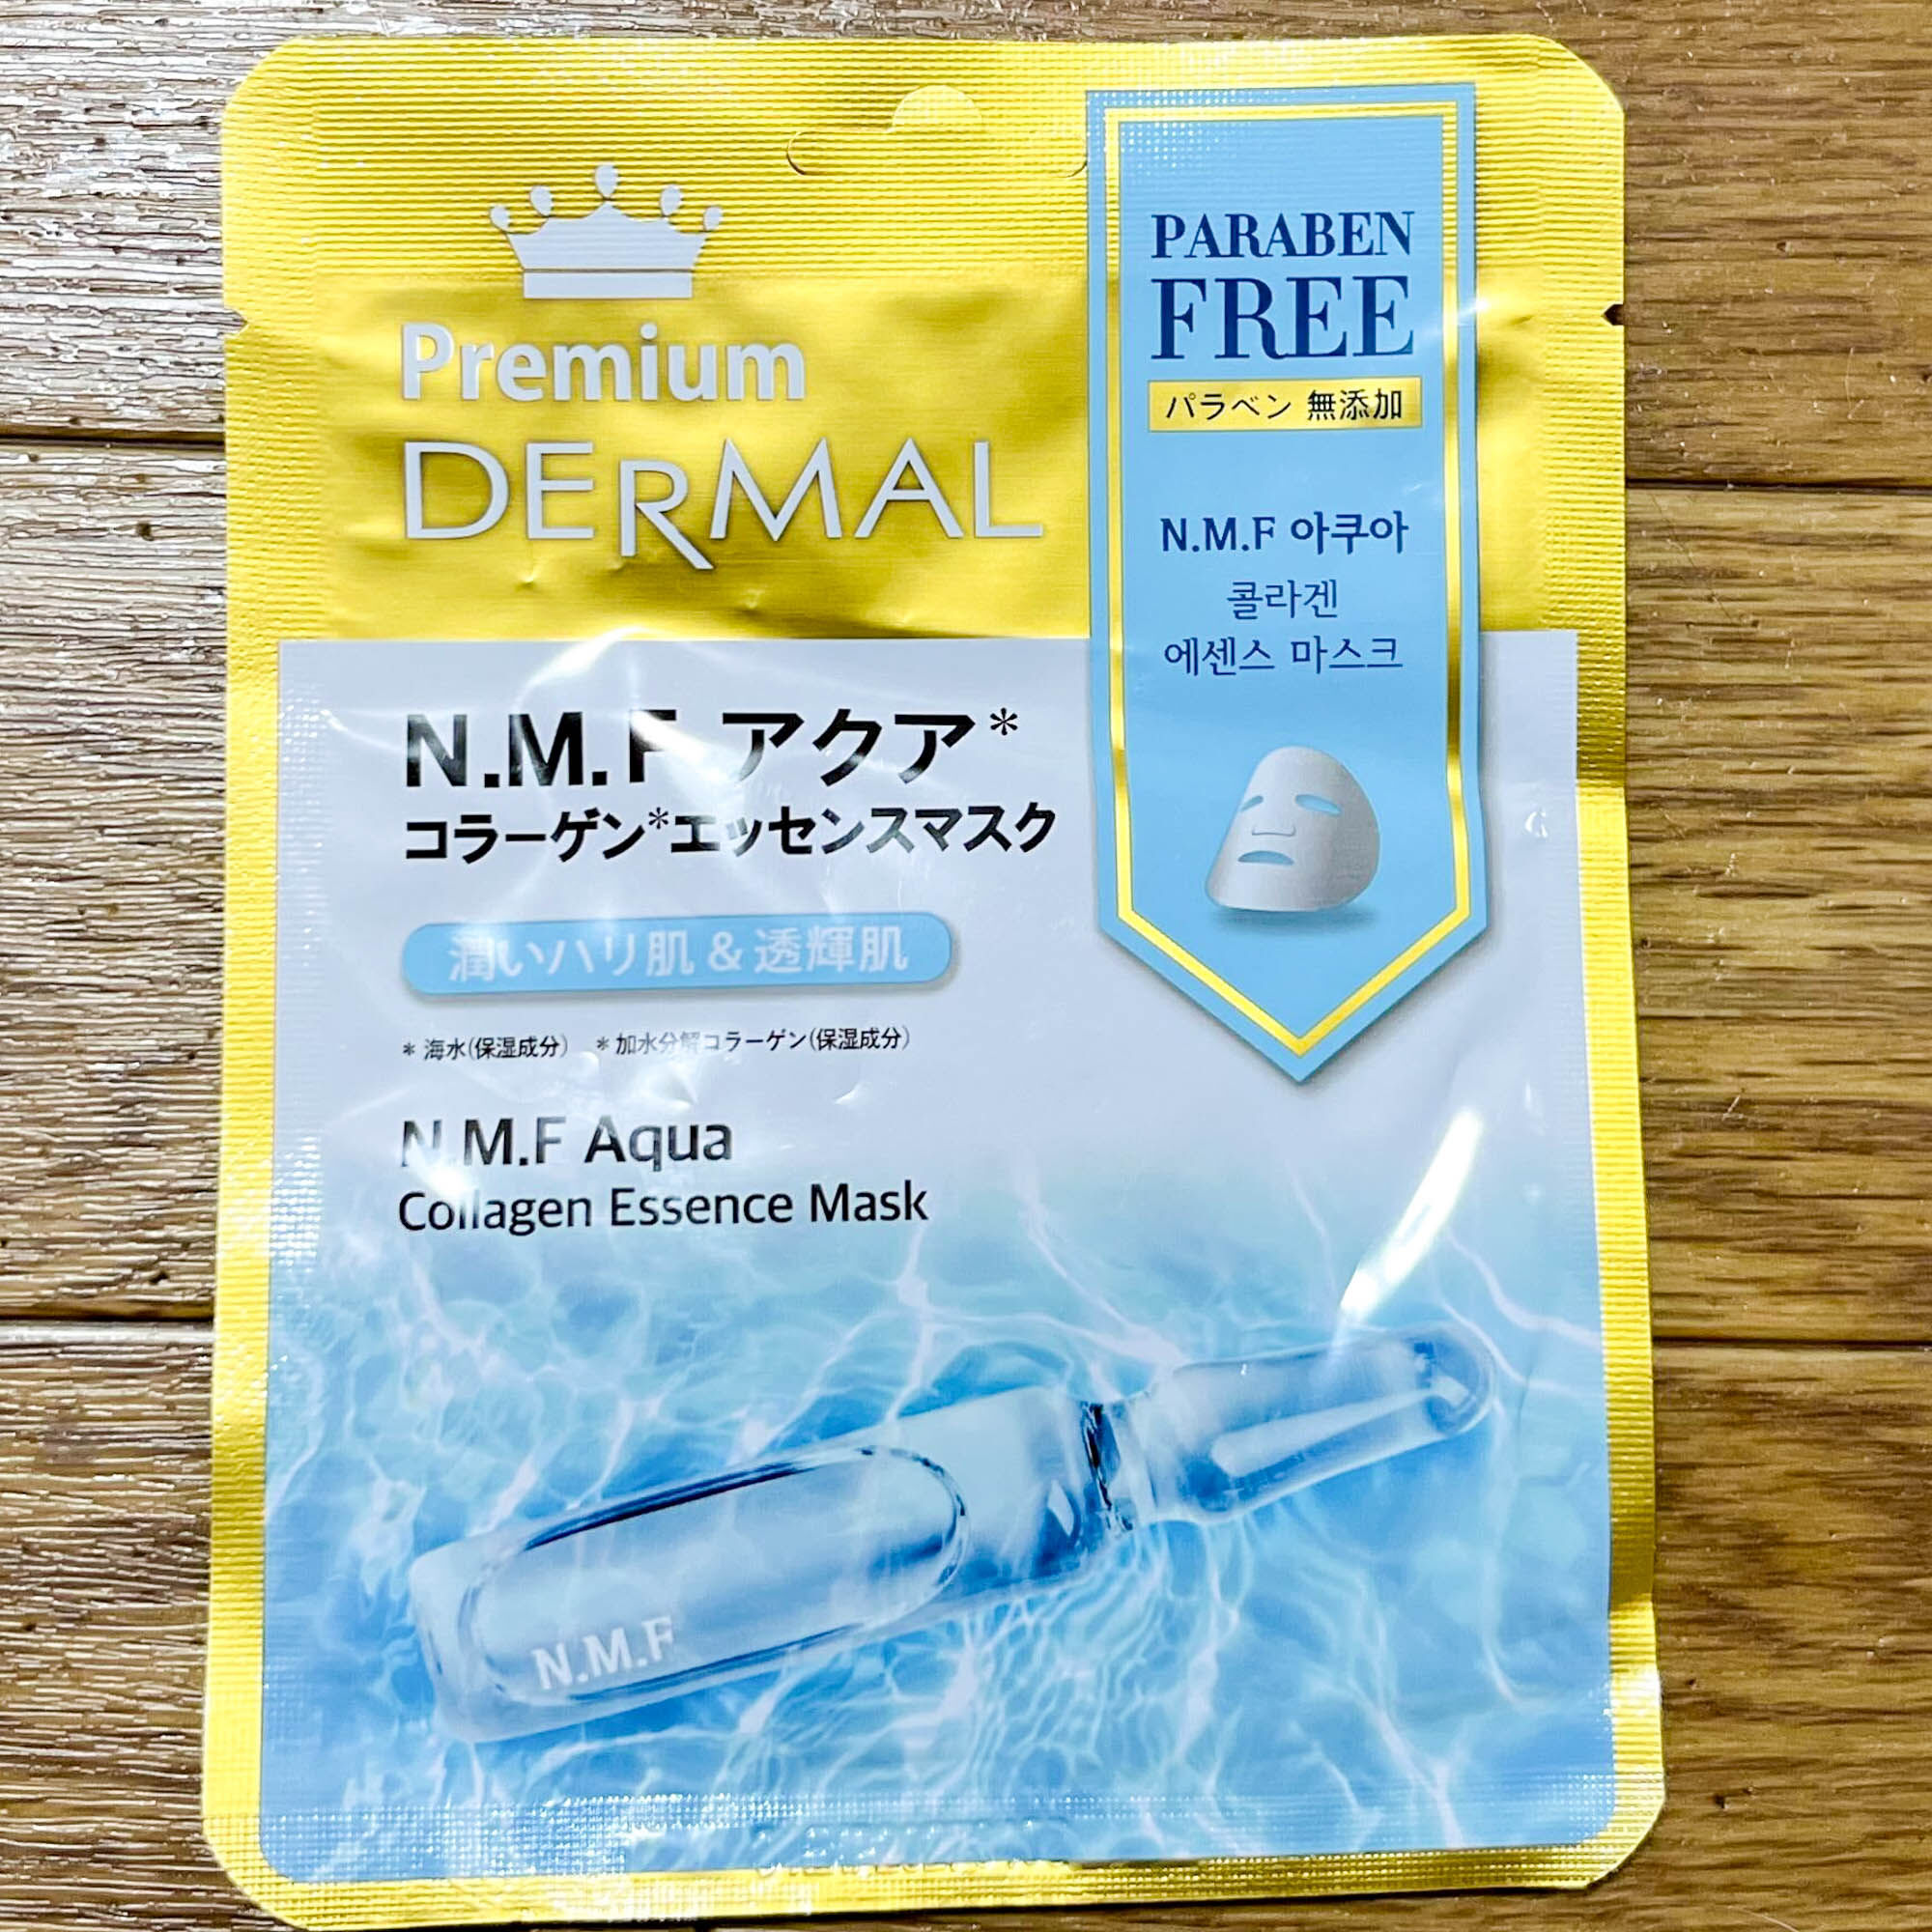 Premium
DERMAL
PARABEN
FREE
パラベン 無添加
N.M.F 아쿠아
콜라겐
에센스 마스크
N.M.F アクア*
コラーゲン*エッセンスマスク
潤いハリ肌 & 透輝肌
* 海水(保湿成分) * 加水分解コラーゲン(保湿成分)
N.M.F Aqua
Collagen Essence Mask
N.M.F